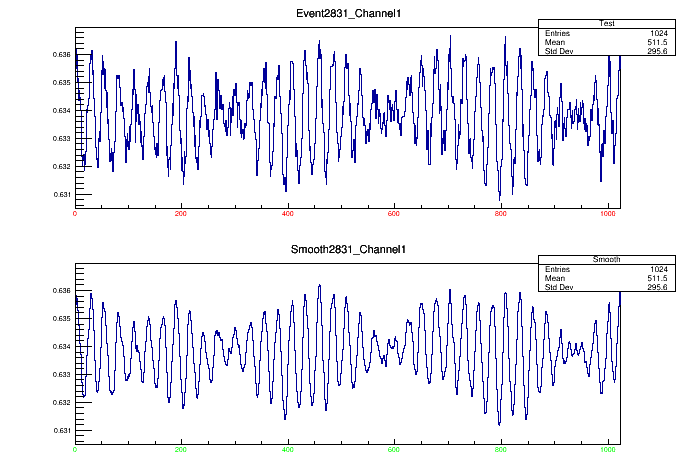 Event2831_Channel1
Test
Entries 1024
Mean 511.5
Std Dev 295.6
0.636
0.635
0.634
0.633
0.632
0.631
0 200 400 600 800 1000
Smooth2831_Channel1
Smooth
Entries 1024
Mean 511.5
Std Dev 295.6
0.636
0.635
0.634
0.633
0.632
0.631
0 200 400 600 800 1000